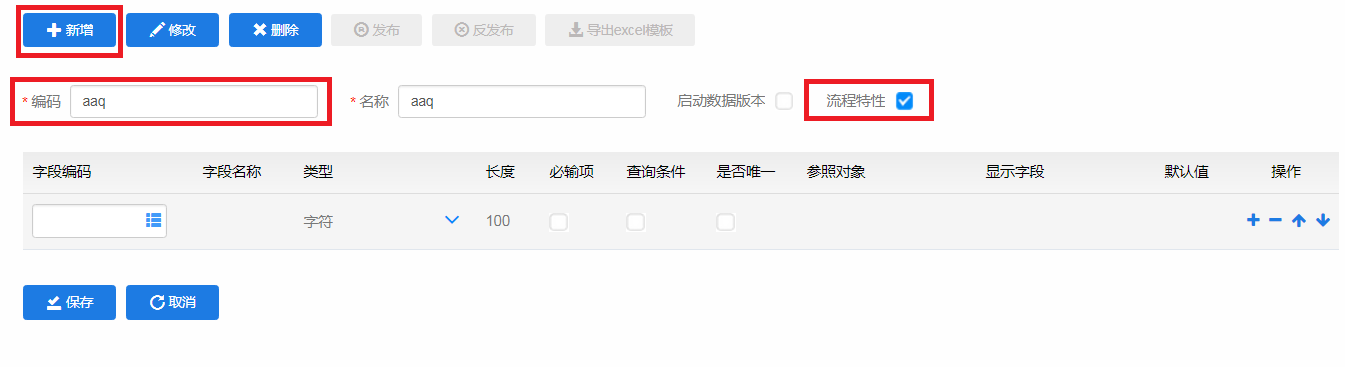 新增 修改 删除 发布 反发布 导出excel模板
* 编码 aaq * 名称 aaq 启动数据版本 流程特性
字段编码 字段名称 类型 长度 必输项 查询条件 是否唯一 参照对象 显示字段 默认值 操作
字符 100
保存 取消